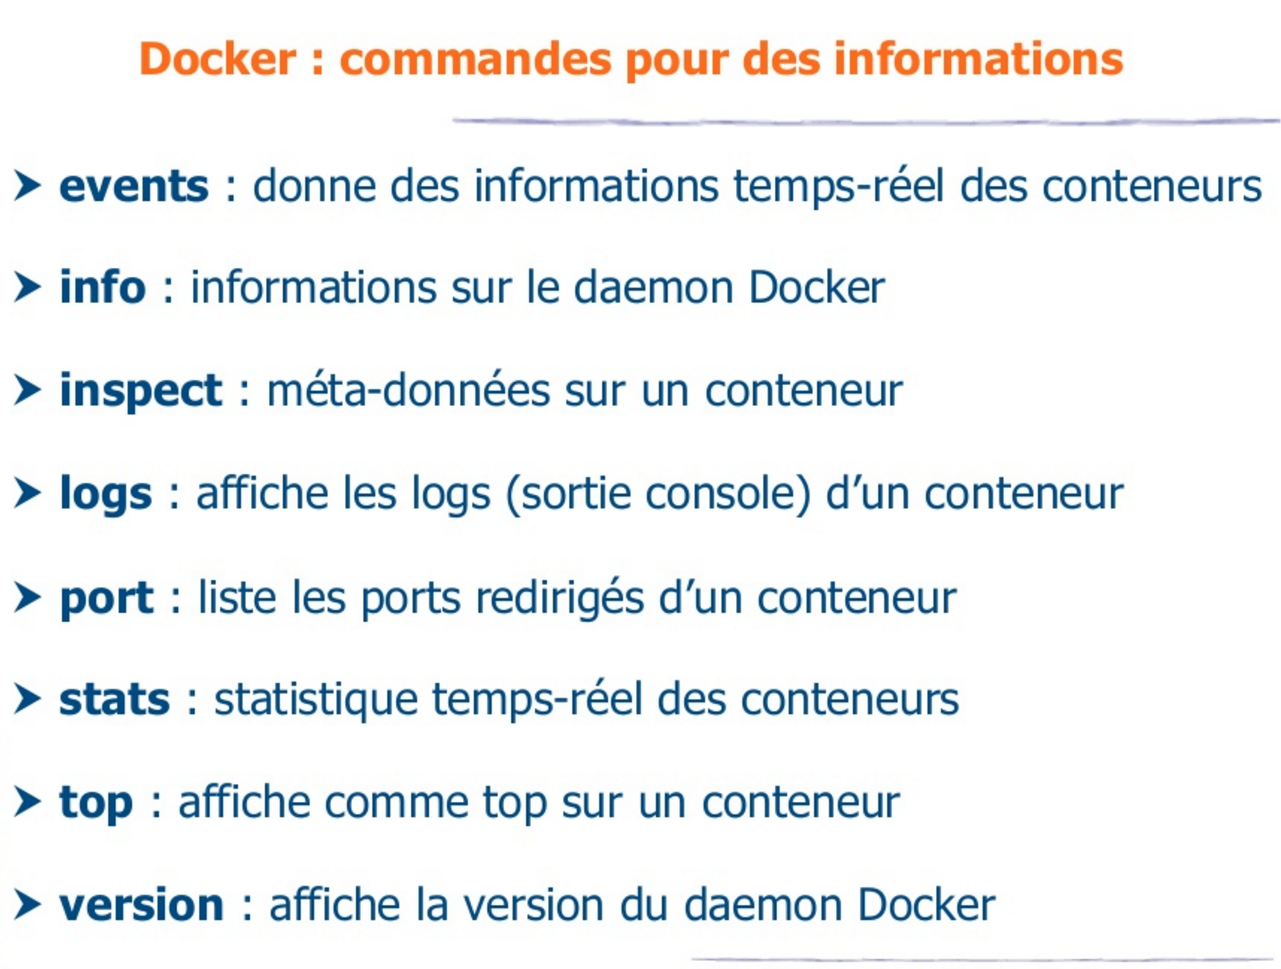 Docker : commandes pour des informations
➤ events : donne des informations temps-réel des conteneurs
➤ info : informations sur le daemon Docker
➤ inspect : méta-données sur un conteneur
➤ logs : affiche les logs (sortie console) d’un conteneur
➤ port : liste les ports redirigés d’un conteneur
➤ stats : statistique temps-réel des conteneurs
➤ top : affiche comme top sur un conteneur
➤ version : affiche la version du daemon Docker